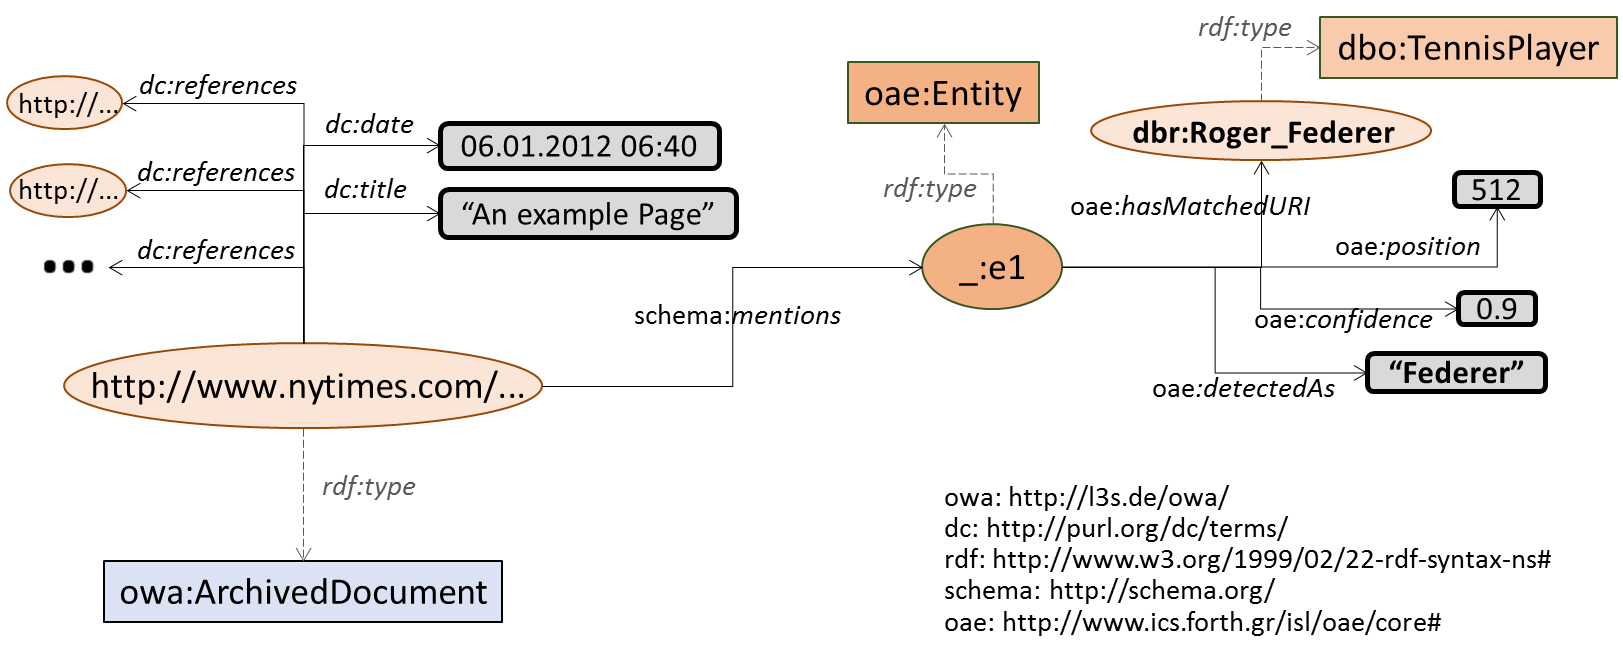 rdf:type
dbo:TennisPlayer
dc:references
http://...
oae:Entity
dc:date
06.01.2012 06:40
dbr:Roger_Federer
dc:references
http://...
dc:title
"An example Page"
rdf:type
oae:hasMatchedURI
512
dc:references
...
oae:position
_:e1
schema:mentions
oae:confidence
0.9
http://www.nytimes.com/...
oae:detectedAs
“Federer”
rdf:type
owa:ArchivedDocument
owa: http://l3s.de/owa/
dc: http://purl.org/dc/terms/
rdf: http://www.w3.org/1999/02/22-rdf-syntax-ns#
schema: http://schema.org/
oae: http://www.ics.forth.gr/isl/oae/core#